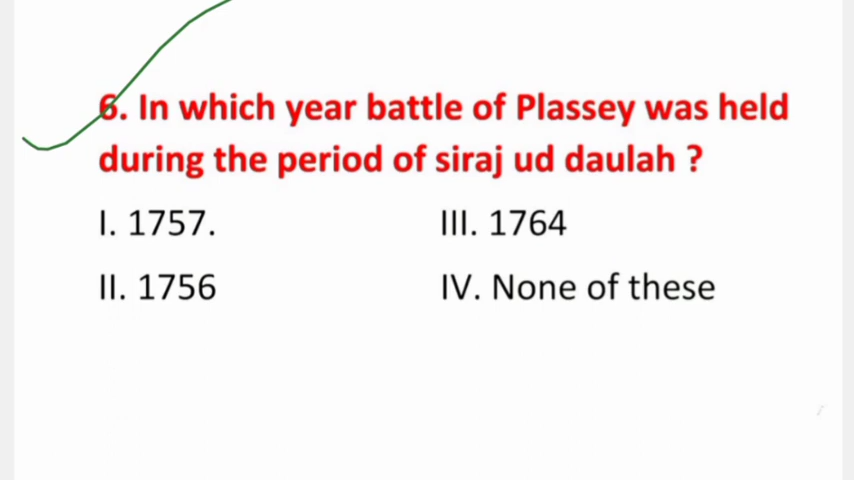 6. In which year battle of Plassey was held
during the period of siraj ud daulah ?
I. 1757.
III. 1764
II. 1756
IV. None of these